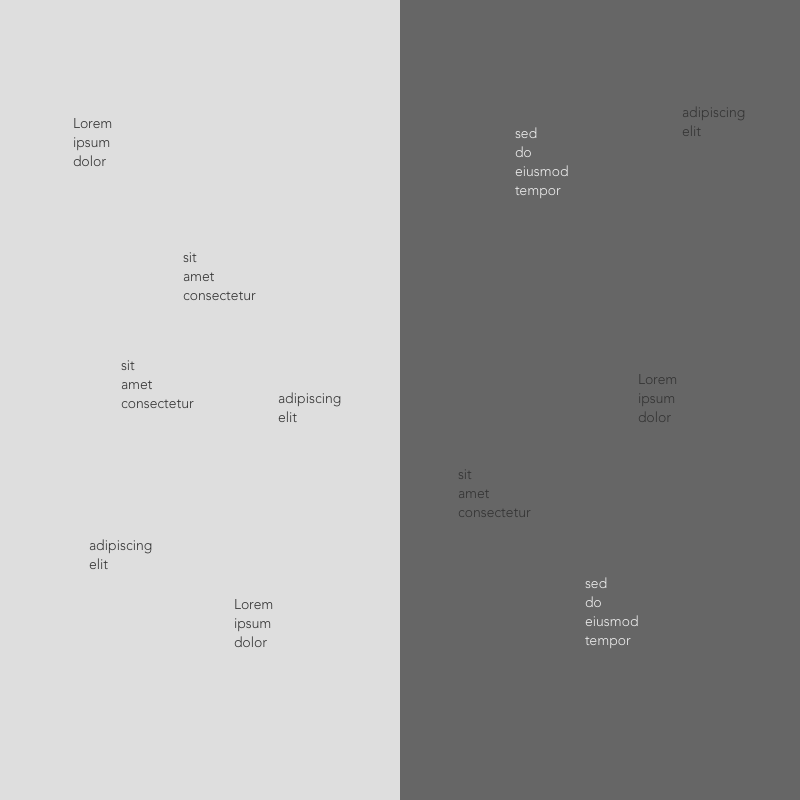 Lorem
ipsum
dolor
sit
amet
consectetur
sit
amet
consectetur
adipiscing
elit
adipiscing
elit
Lorem
ipsum
dolor
adipiscing
elit
sed
do
eiusmod
tempor
Lorem
ipsum
dolor
sit
amet
consectetur
sed
do
eiusmod
tempor